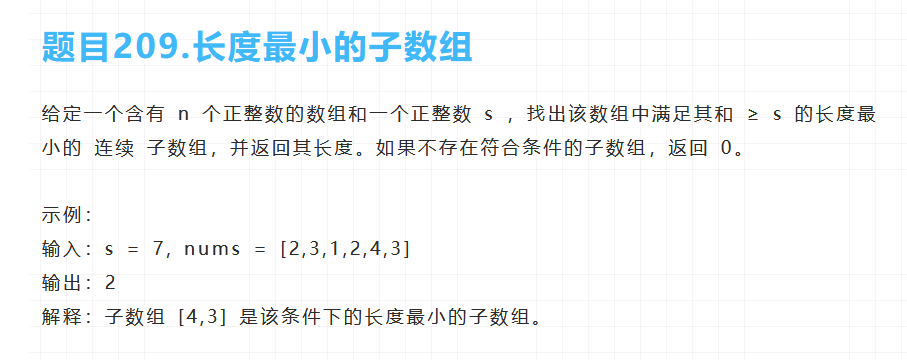 题目209.长度最小的子数组
给定一个含有 n 个正整数的数组和一个正整数 s ，找出该数组中满足其和 ≥ s 的长度最
小的 连续 子数组，并返回其长度。如果不存在符合条件的子数组，返回 0。
示例：
输入：s = 7, nums = [2,3,1,2,4,3]
输出：2
解释：子数组 [4,3] 是该条件下的长度最小的子数组。